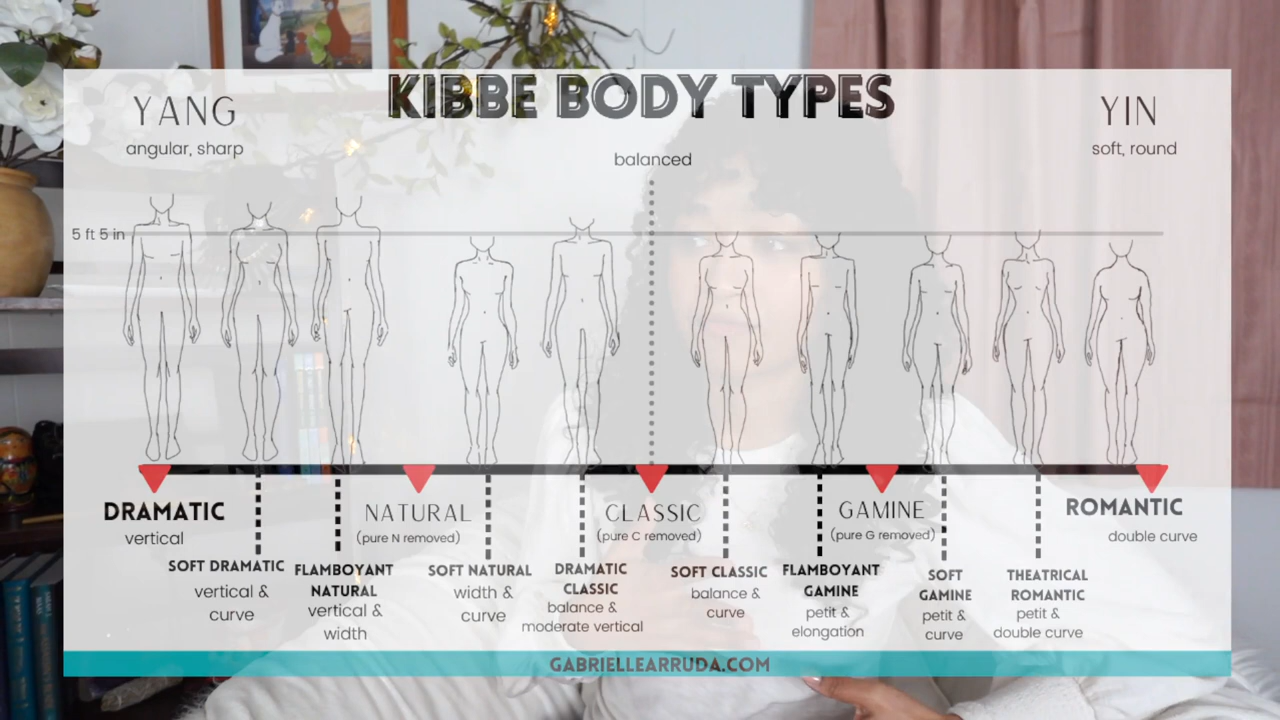 KIBBE BODY TYPES
YANG
angular, sharp
YIN
soft, round
balanced
5 ft 5 in
DRAMATIC
vertical
SOFT DRAMATIC
vertical &
curve
FLAMBOYANT
NATURAL
vertical &
width
NATURAL
(pure N removed)
SOFT NATURAL
width &
curve
DRAMATIC
CLASSIC
balance &
moderate vertical
CLASSIC
(pure C removed)
SOFT CLASSIC
balance &
curve
FLAMBOYANT
GAMINE
petit &
elongation
GAMINE
(pure G removed)
SOFT
GAMINE
petit &
curve
THEATRICAL
ROMANTIC
petit &
double curve
ROMANTIC
double curve
GABRIELLEARRUDA.COM